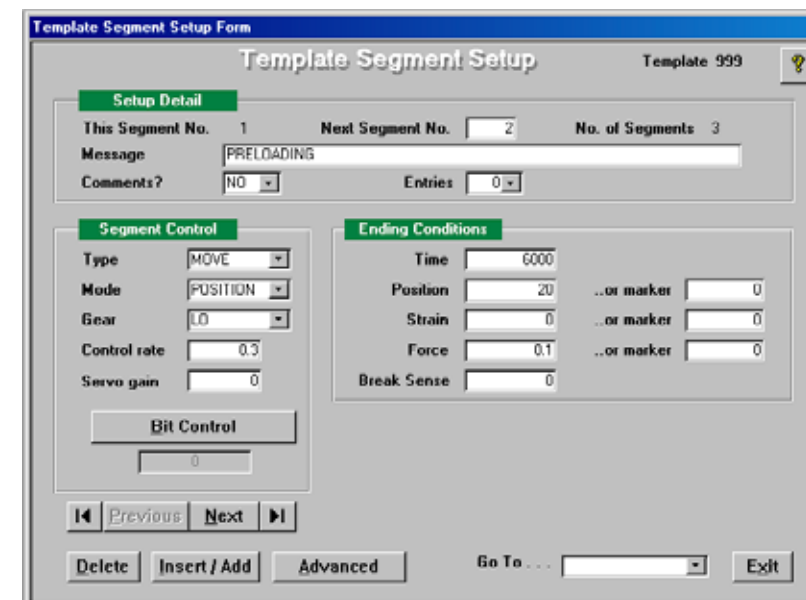 Template Segment Setup Form
Template Segment Setup Template 999 ?
Setup Detail
This Segment No. 1 Next Segment No. 2 No. of Segments 3
Message PRELOADING
Comments? NO Entries 0
Segment Control
Type MOVE
Mode POSITION
Gear LO
Control rate 0.3
Servo gain 0
Bit Control
0
Ending Conditions
Time 6000
Position 20 ..or marker 0
Strain 0 ..or marker 0
Force 0.1 ..or marker 0
Break Sense 0
Previous Next
Delete Insert / Add Advanced Go To . . . Exit